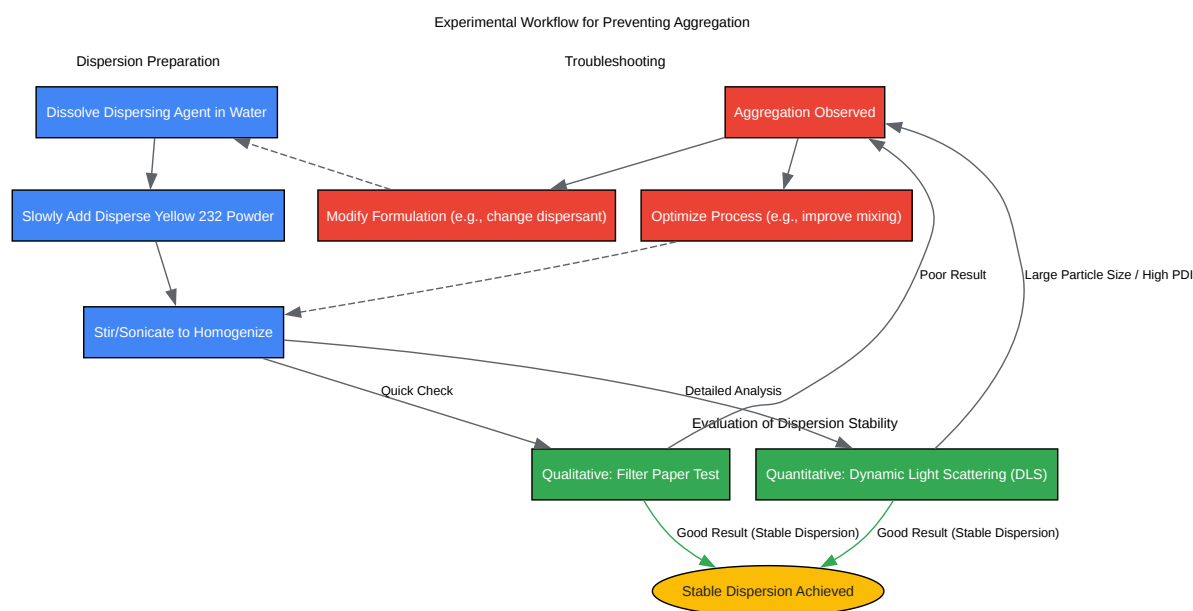 Experimental Workflow for Preventing Aggregation
Dispersion Preparation
Troubleshooting
Dissolve Dispersing Agent in Water
Aggregation Observed
Slowly Add Disperse Yellow 232 Powder
Modify Formulation (e.g., change dispersant)
Optimize Process (e.g., improve mixing)
Poor Result
Large Particle Size / High PDI
Stir/Sonicate to Homogenize
Quick Check
Detailed Analysis
Evaluation of Dispersion Stability
Qualitative: Filter Paper Test
Quantitative: Dynamic Light Scattering (DLS)
Good Result (Stable Dispersion)
Good Result (Stable Dispersion)
Stable Dispersion Achieved